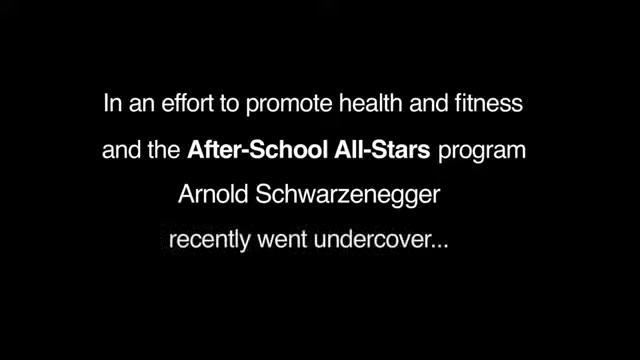 In an effort to promote health and fitness
and the After-School All-Stars program
Arnold Schwarzenegger
recently went undercover...